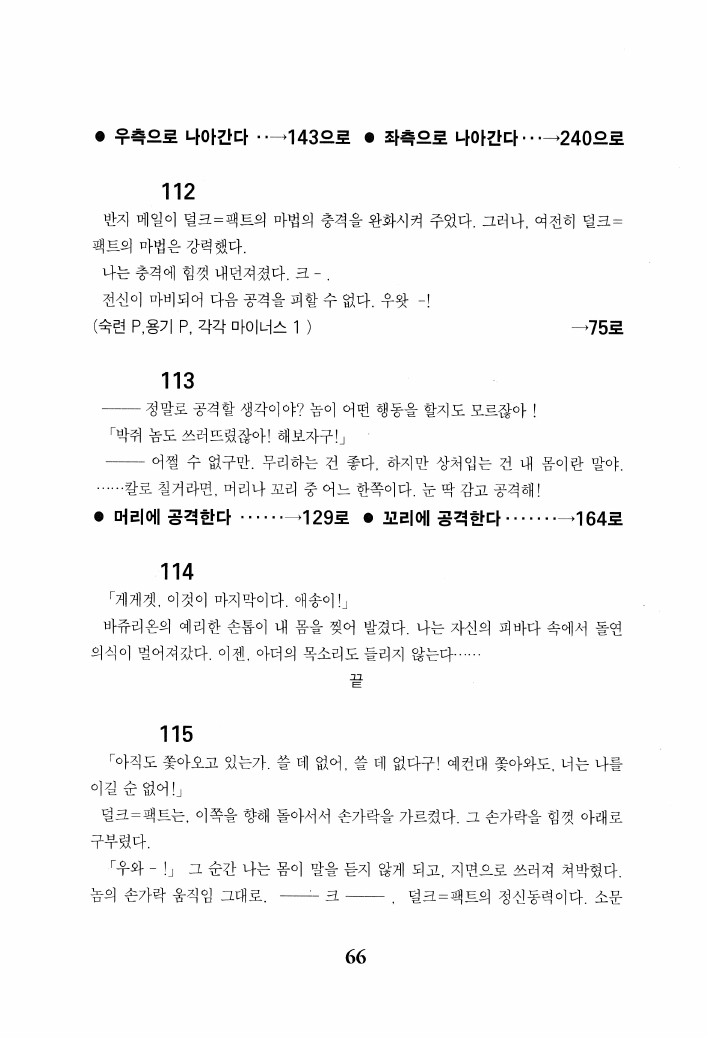 ● 우측으로 나아간다 ··→143으로 ● 좌측으로 나아간다···→240으로
112
반지 메일이 덜크=팩트의 마법의 충격을 완화시켜 주었다. 그러나, 여전히 덜크=
팩트의 마법은 강력했다.
나는 충격에 힘껏 내던져졌다. 크 - .
전신이 마비되어 다음 공격을 피할 수 없다. 우왓 -!
(숙련 P,용기 P, 각각 마이너스 1 ) →75로
113
─── 정말로 공격할 생각이야? 놈이 어떤 행동을 할지도 모르잖아 !
「박쥐 놈도 쓰러뜨렸잖아! 해보자구!」
─── 어쩔 수 없구만. 무리하는 건 좋다, 하지만 상처입는 건 내 몸이란 말야.
……칼로 칠거라면, 머리나 꼬리 중 어느 한쪽이다. 눈 딱 감고 공격해!
● 머리에 공격한다 ······→129로 ● 꼬리에 공격한다·······→164로
114
「게게겟, 이것이 마지막이다. 애송이!」
바쥬리온의 예리한 손톱이 내 몸을 찢어 발겼다. 나는 자신의 피바다 속에서 돌연
의식이 멀어져갔다. 이젠, 아더의 목소리도 들리지 않는다……
끝
115
「아직도 쫓아오고 있는가. 쓸 데 없어, 쓸 데 없다구! 예컨대 쫓아와도, 너는 나를
이길 순 없어!」
덜크=팩트는, 이쪽을 향해 돌아서서 손가락을 가르켰다. 그 손가락을 힘껏 아래로
구부렸다.
「우와 - !」 그 순간 나는 몸이 말을 듣지 않게 되고, 지면으로 쓰러져 쳐박혔다.
놈의 손가락 움직임 그대로. ─── 크 ─── . 덜크=팩트의 정신동력이다. 소문
66